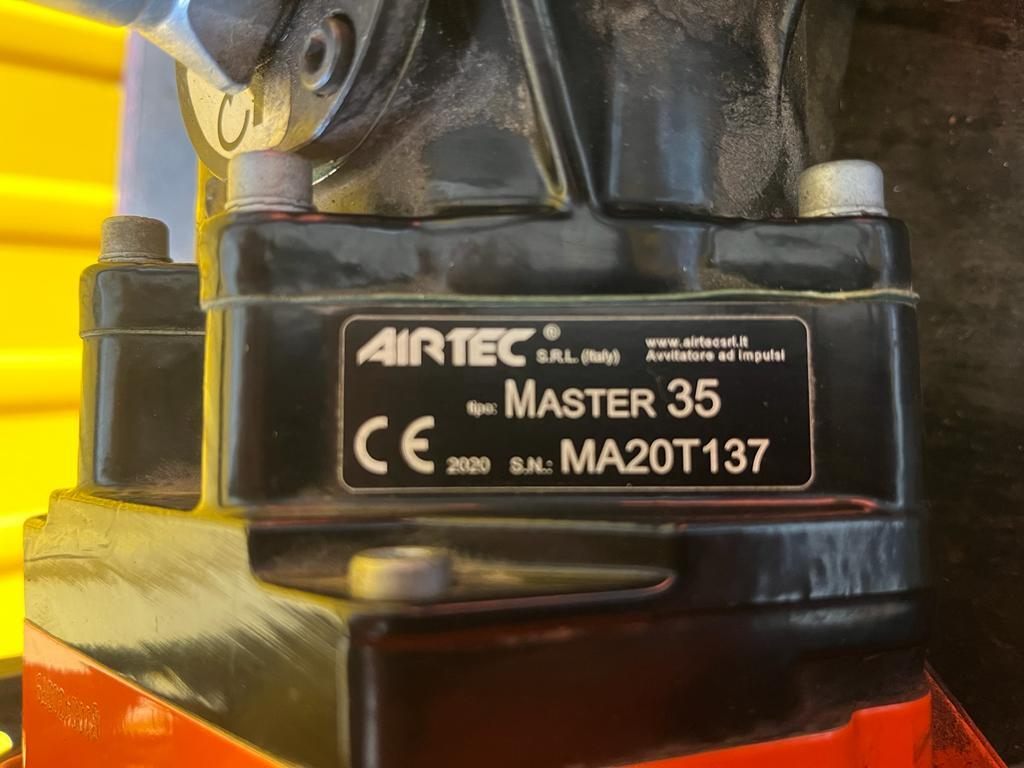 AIRTEC® S.R.L. (Italy)
www.airtecsrl.it
Avvitatore ad impulsi
tipo: MASTER 35
CE 2020 S.N.: MA20T137